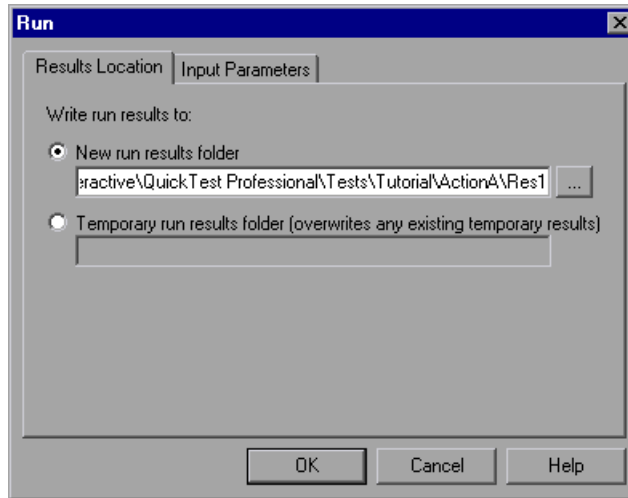 Run
Results Location Input Parameters
Write run results to:
New run results folder
eractive\QuickTest Professional\Tests\Tutorial\ActionA\Res1 ...
Temporary run results folder (overwrites any existing temporary results)
OK Cancel Help